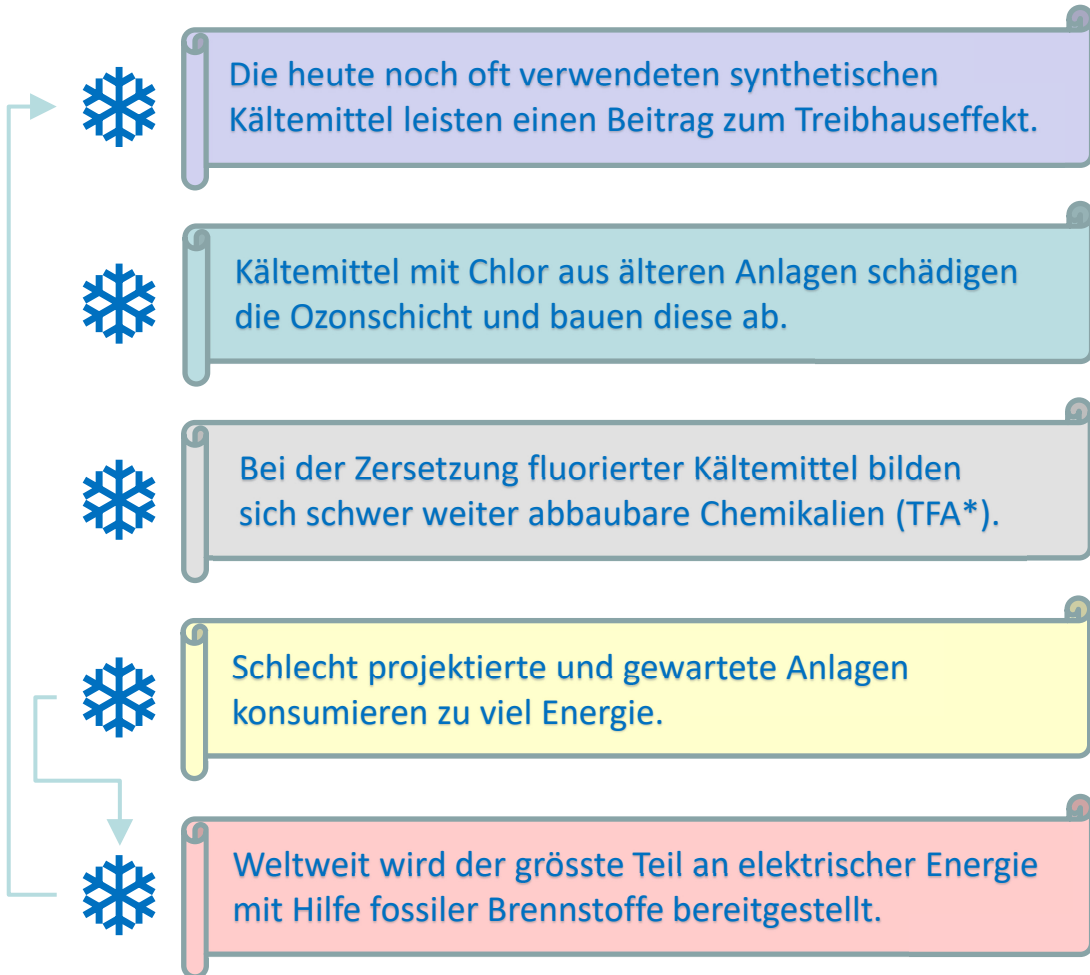 Die heute noch oft verwendeten synthetischen
Kältemittel leisten einen Beitrag zum Treibhauseffekt.
Kältemittel mit Chlor aus älteren Anlagen schädigen
die Ozonschicht und bauen diese ab.
Bei der Zersetzung fluorierter Kältemittel bilden
sich schwer weiter abbaubare Chemikalien (TFA*).
Schlecht projektierte und gewartete Anlagen
konsumieren zu viel Energie.
Weltweit wird der grösste Teil an elektrischer Energie
mit Hilfe fossiler Brennstoffe bereitgestellt.